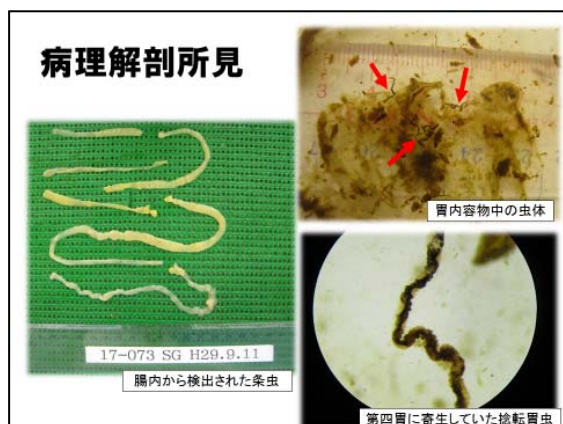 病理解剖所見
胃内容物中の虫体
17-073 SG H29.9.11
腸内から検出された条虫
第四胃に寄生していた捻転胃虫